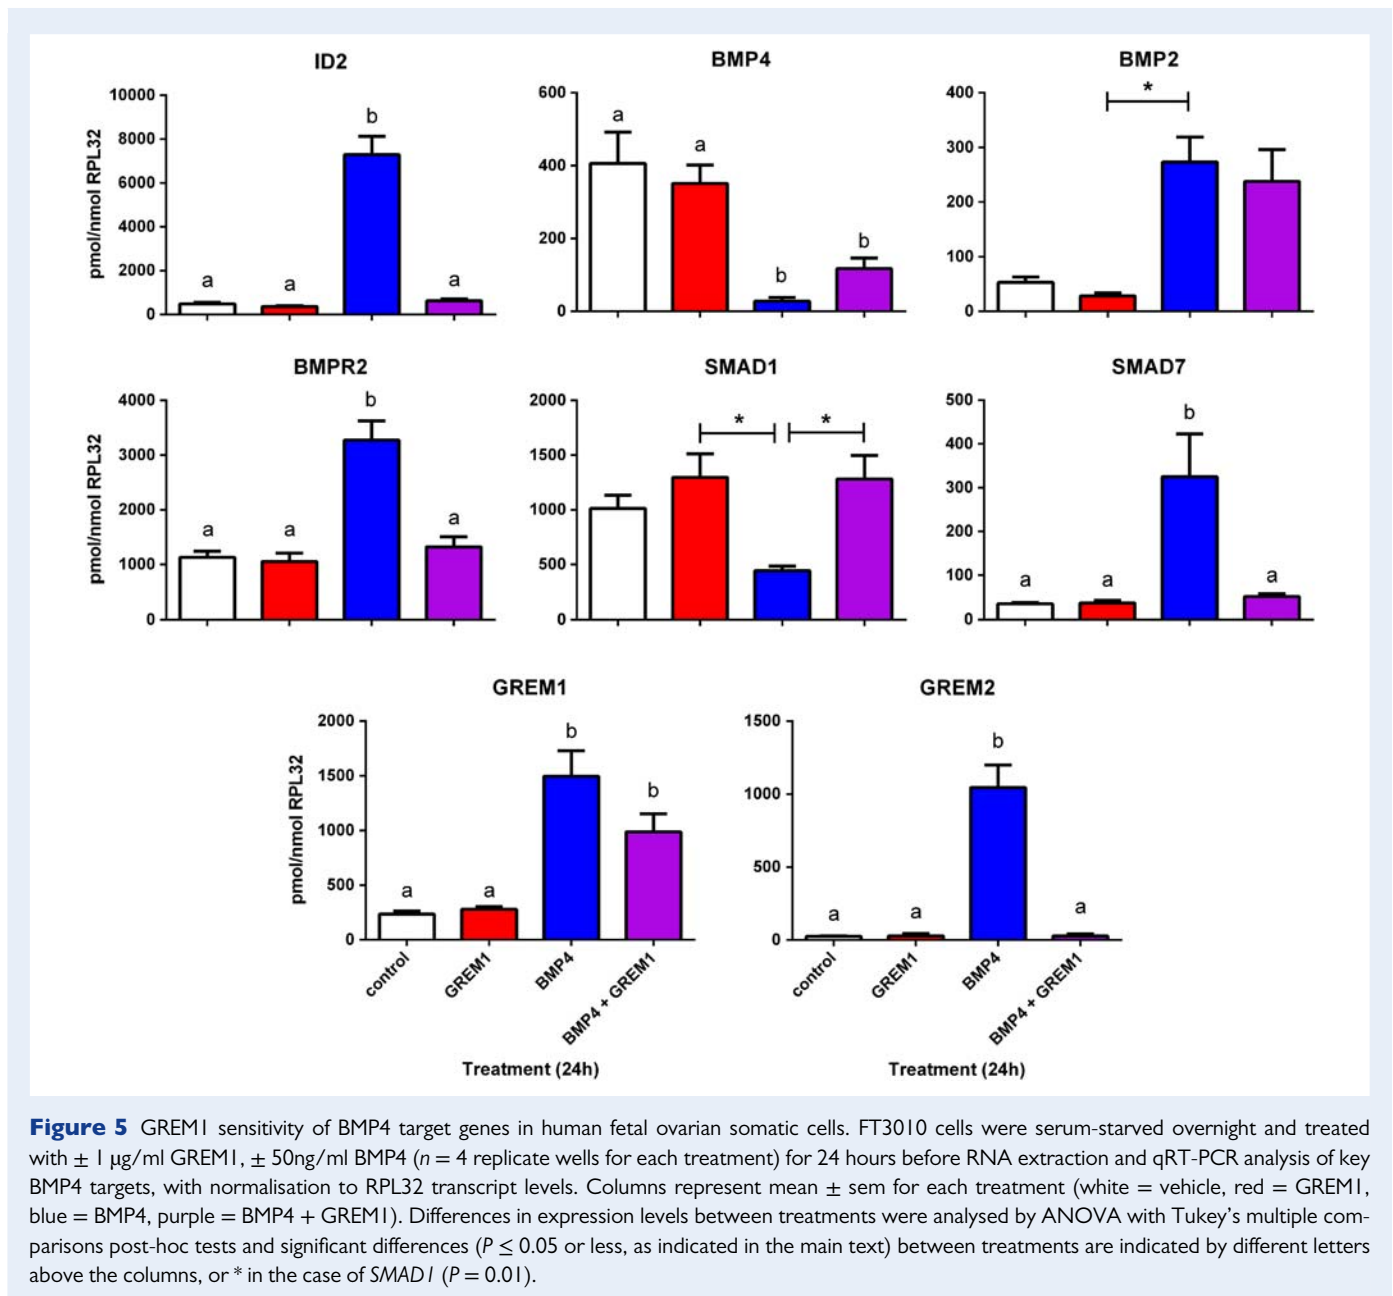 ID2
BMP4
BMP2
pmol/nmol RPL32
10000
8000
6000
4000
2000
0
a
a
b
a
600
400
200
0
a
a
b
b
400
300
200
100
0
*
BMPR2
SMAD1
SMAD7
pmol/nmol RPL32
4000
3000
2000
1000
0
a
a
b
a
2000
1500
1000
500
0
*
*
500
400
300
200
100
0
a
a
b
a
GREM1
GREM2
pmol/nmol RPL32
2000
1500
1000
500
0
a
a
b
b
control
GREM1
BMP4
BMP4 + GREM1
Treatment (24h)
1500
1000
500
0
a
a
b
a
control
GREM1
BMP4
BMP4 + GREM1
Treatment (24h)
Figure 5 GREM1 sensitivity of BMP4 target genes in human fetal ovarian somatic cells. FT3010 cells were serum-starved overnight and treated
with ± 1 μg/ml GREM1, ± 50ng/ml BMP4 (n = 4 replicate wells for each treatment) for 24 hours before RNA extraction and qRT-PCR analysis of key
BMP4 targets, with normalisation to RPL32 transcript levels. Columns represent mean ± sem for each treatment (white = vehicle, red = GREM1,
blue = BMP4, purple = BMP4 + GREM1). Differences in expression levels between treatments were analysed by ANOVA with Tukey's multiple com-
parisons post-hoc tests and significant differences (P ≤ 0.05 or less, as indicated in the main text) between treatments are indicated by different letters
above the columns, or * in the case of SMAD1 (P = 0.01).